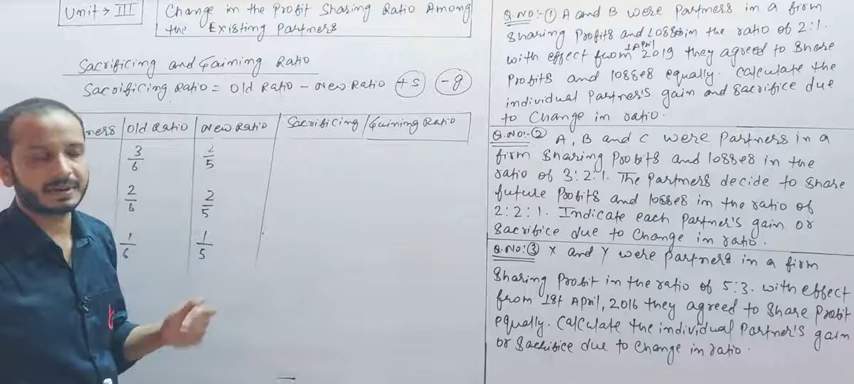 Unit → III
Change in the Profit Sharing Ratio Among
the Existing Partners
Sacrificing and Gaining Ratio
Sacrificing Ratio = Old Ratio - New Ratio +s -g
ners Old Ratio New Ratio Sacrificing / Gaining Ratio
3/6 2/5
2/6 2/5
1/6 1/5
Q.No:-① A and B were Partners in a firm
Sharing Profits and Losses in the ratio of 2:1.
with effect from 1 April 2019 they agreed to share
Profits and losses equally. Calculate the
individual Partner's gain and Sacrifice due
to Change in ratio.
Q.No:-② A, B and C were Partners in a
firm sharing Profits and losses in the
ratio of 3:2:1. The Partners decide to share
future Profits and losses in the ratio of
2:2:1. Indicate each Partner's gain or
Sacrifice due to Change in ratio.
Q.No:③ X and Y were Partners in a firm
Sharing Profit in the ratio of 5:3. with effect
from 1st April, 2016 they agreed to Share Profit
equally. Calculate the individual Partner's gain
or Sacrifice due to Change in ratio.